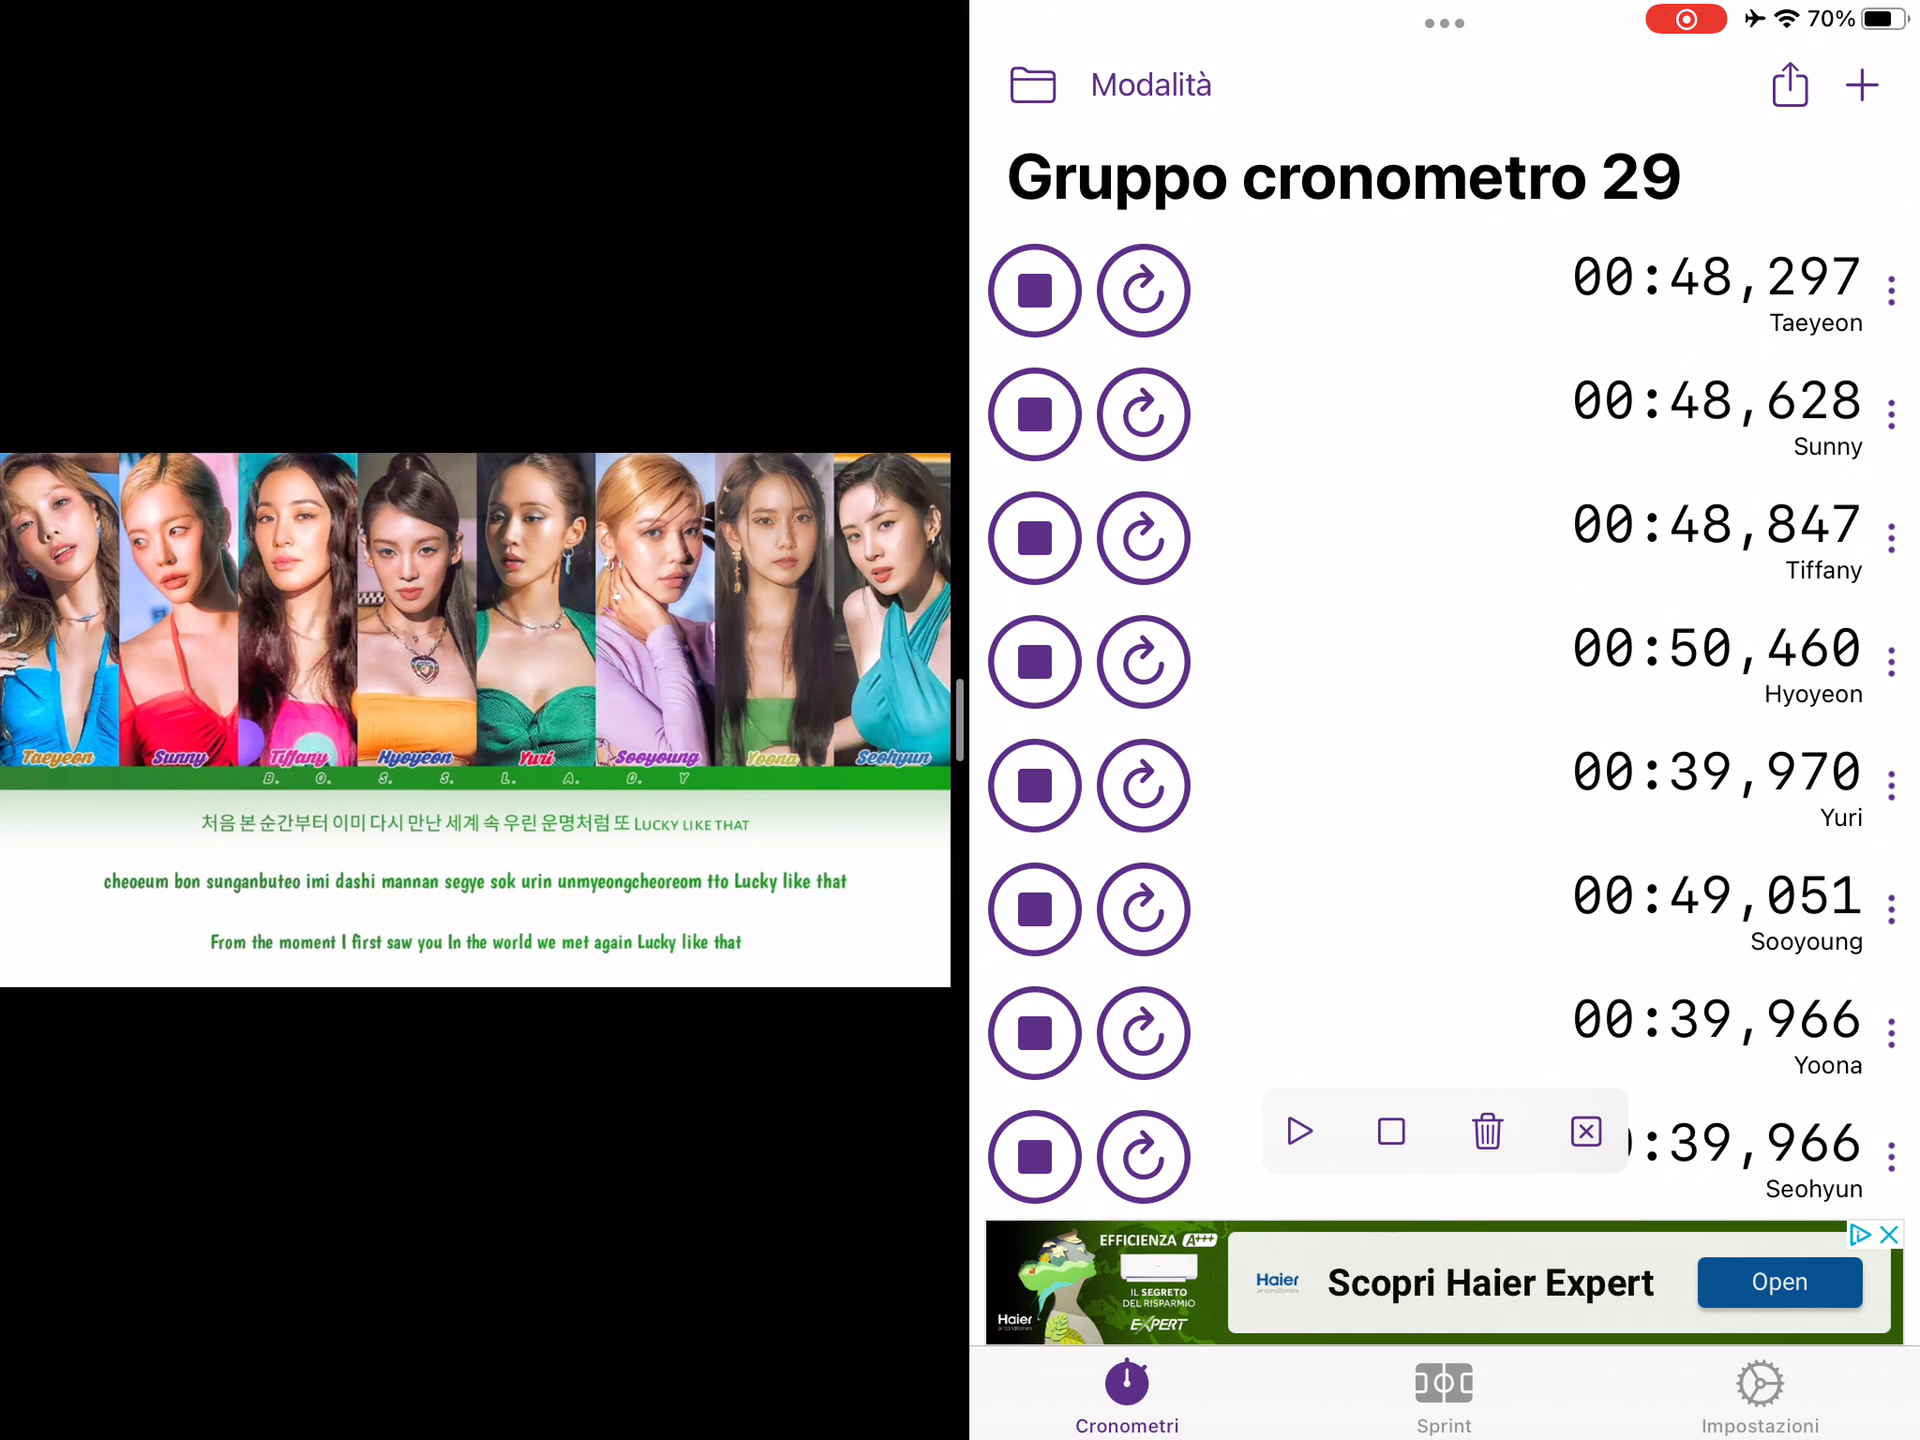 Taeyeon Sunny Tiffany Hyoyeon Yuri Sooyoung Yoona Seohyun
B. O. S. S. L. A. D. Y
처음 본 순간부터 이미 다시 만난 세계 속 우린 운명처럼 또 LUCKY LIKE THAT
cheoeum bon sunganbuteo imi dashi mannan segye sok urin unmyeongcheoreom tto Lucky like that
From the moment I first saw you In the world we met again Lucky like that
70%
Modalità
Gruppo cronometro 29
00:48,297
Taeyeon
00:48,628
Sunny
00:48,847
Tiffany
00:50,460
Hyoyeon
00:39,970
Yuri
00:49,051
Sooyoung
00:39,966
Yoona
:39,966
Seohyun
EFFICIENZA A+++
IL SEGRETO
DEL RISPARMIO
EXPERT
Haier
air conditioners
Haier
air conditioners
Scopri Haier Expert
Open
Cronometri
Sprint
Impostazioni